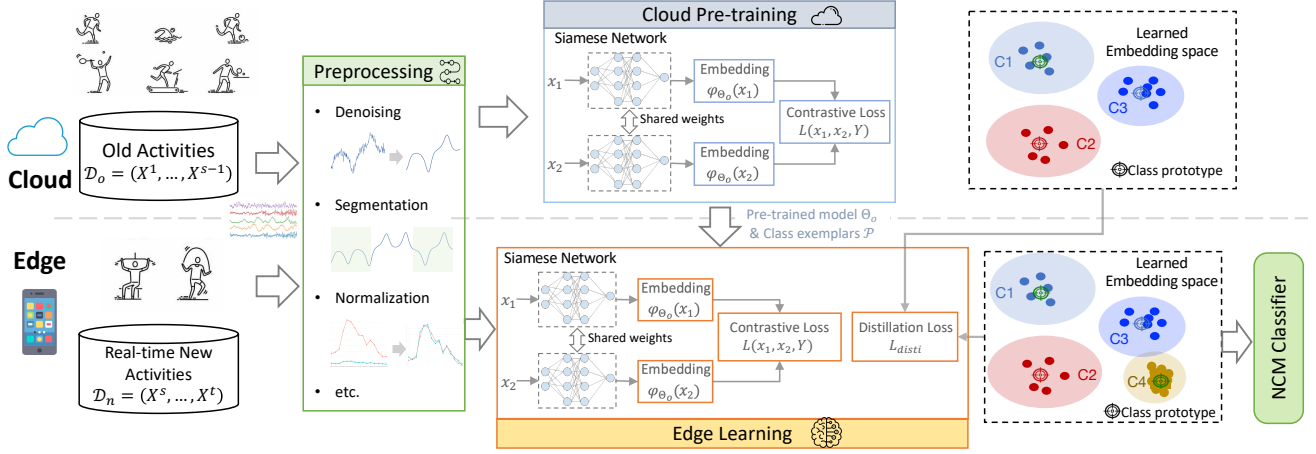 Cloud
Old Activities
𝒟ₒ = (X¹, … , Xˢ⁻¹)
Edge
Real-time New
Activities
𝒟ₙ = (Xˢ, … , Xᵗ)
Preprocessing
• Denoising
• Segmentation
• Normalization
• etc.
Cloud Pre-training
Siamese Network
x₁
Embedding
φ_Θₒ(x₁)
Shared weights
Contrastive Loss
L(x₁, x₂, Y)
x₂
Embedding
φ_Θₒ(x₂)
Pre-trained model Θₒ
& Class exemplars 𝒫
Siamese Network
x₁
Embedding
φ_Θₒ(x₁)
Shared weights
Contrastive Loss
L(x₁, x₂, Y)
x₂
Embedding
φ_Θₒ(x₂)
Distillation Loss
L_disti
Edge Learning
Learned
Embedding space
C1
C3
C2
Class prototype
Learned
Embedding space
C1
C3
C2
C4
Class prototype
NCM Classifier